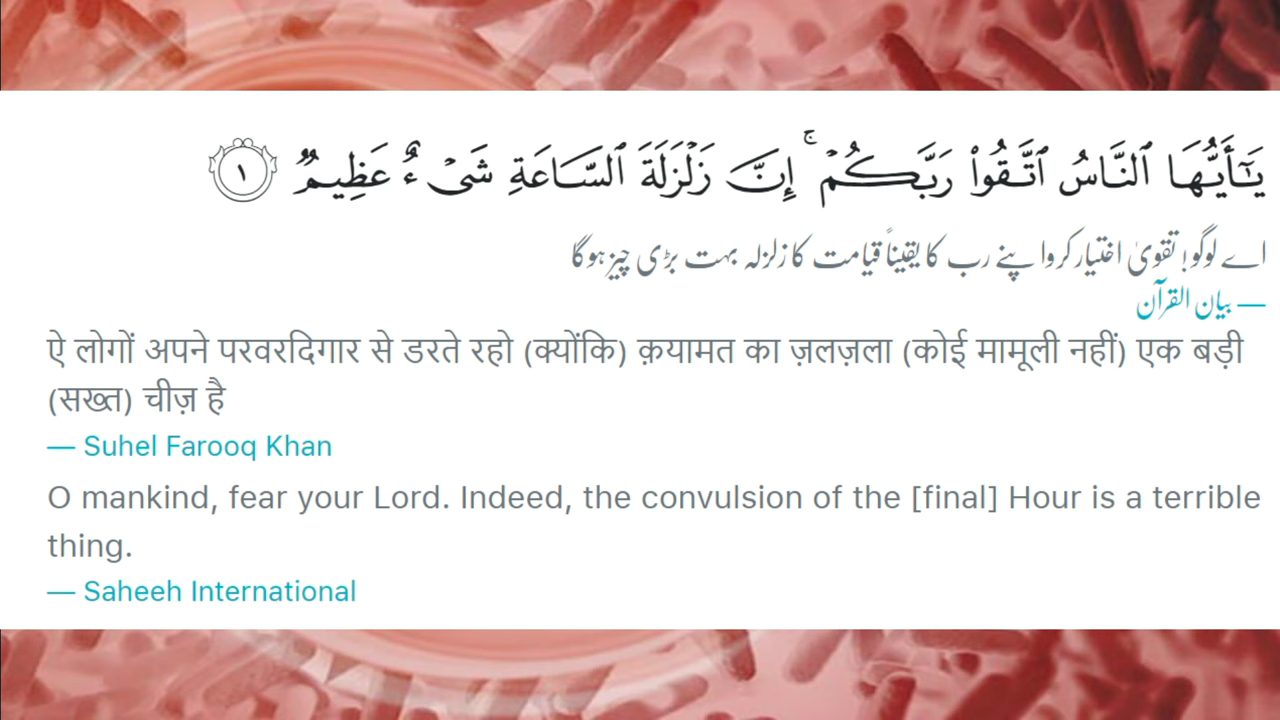 يَٰٓأَيُّهَا ٱلنَّاسُ ٱتَّقُوا۟ رَبَّكُمْ ۚ إِنَّ زَلْزَلَةَ ٱلسَّاعَةِ شَىْءٌ عَظِيمٌۭ ١
اے لوگو ! تقویٰ اختیار کرو اپنے رب کا یقیناً قیامت کا زلزلہ بہت بڑی چیز ہوگا
— بیان القرآن
ऐ लोगों अपने परवरदिगार से डरते रहो (क्योंकि) क़यामत का ज़लज़ला (कोई मामूली नहीं) एक बड़ी
(सख्त) चीज़ है
— Suhel Farooq Khan
O mankind, fear your Lord. Indeed, the convulsion of the [final] Hour is a terrible
thing.
— Saheeh International